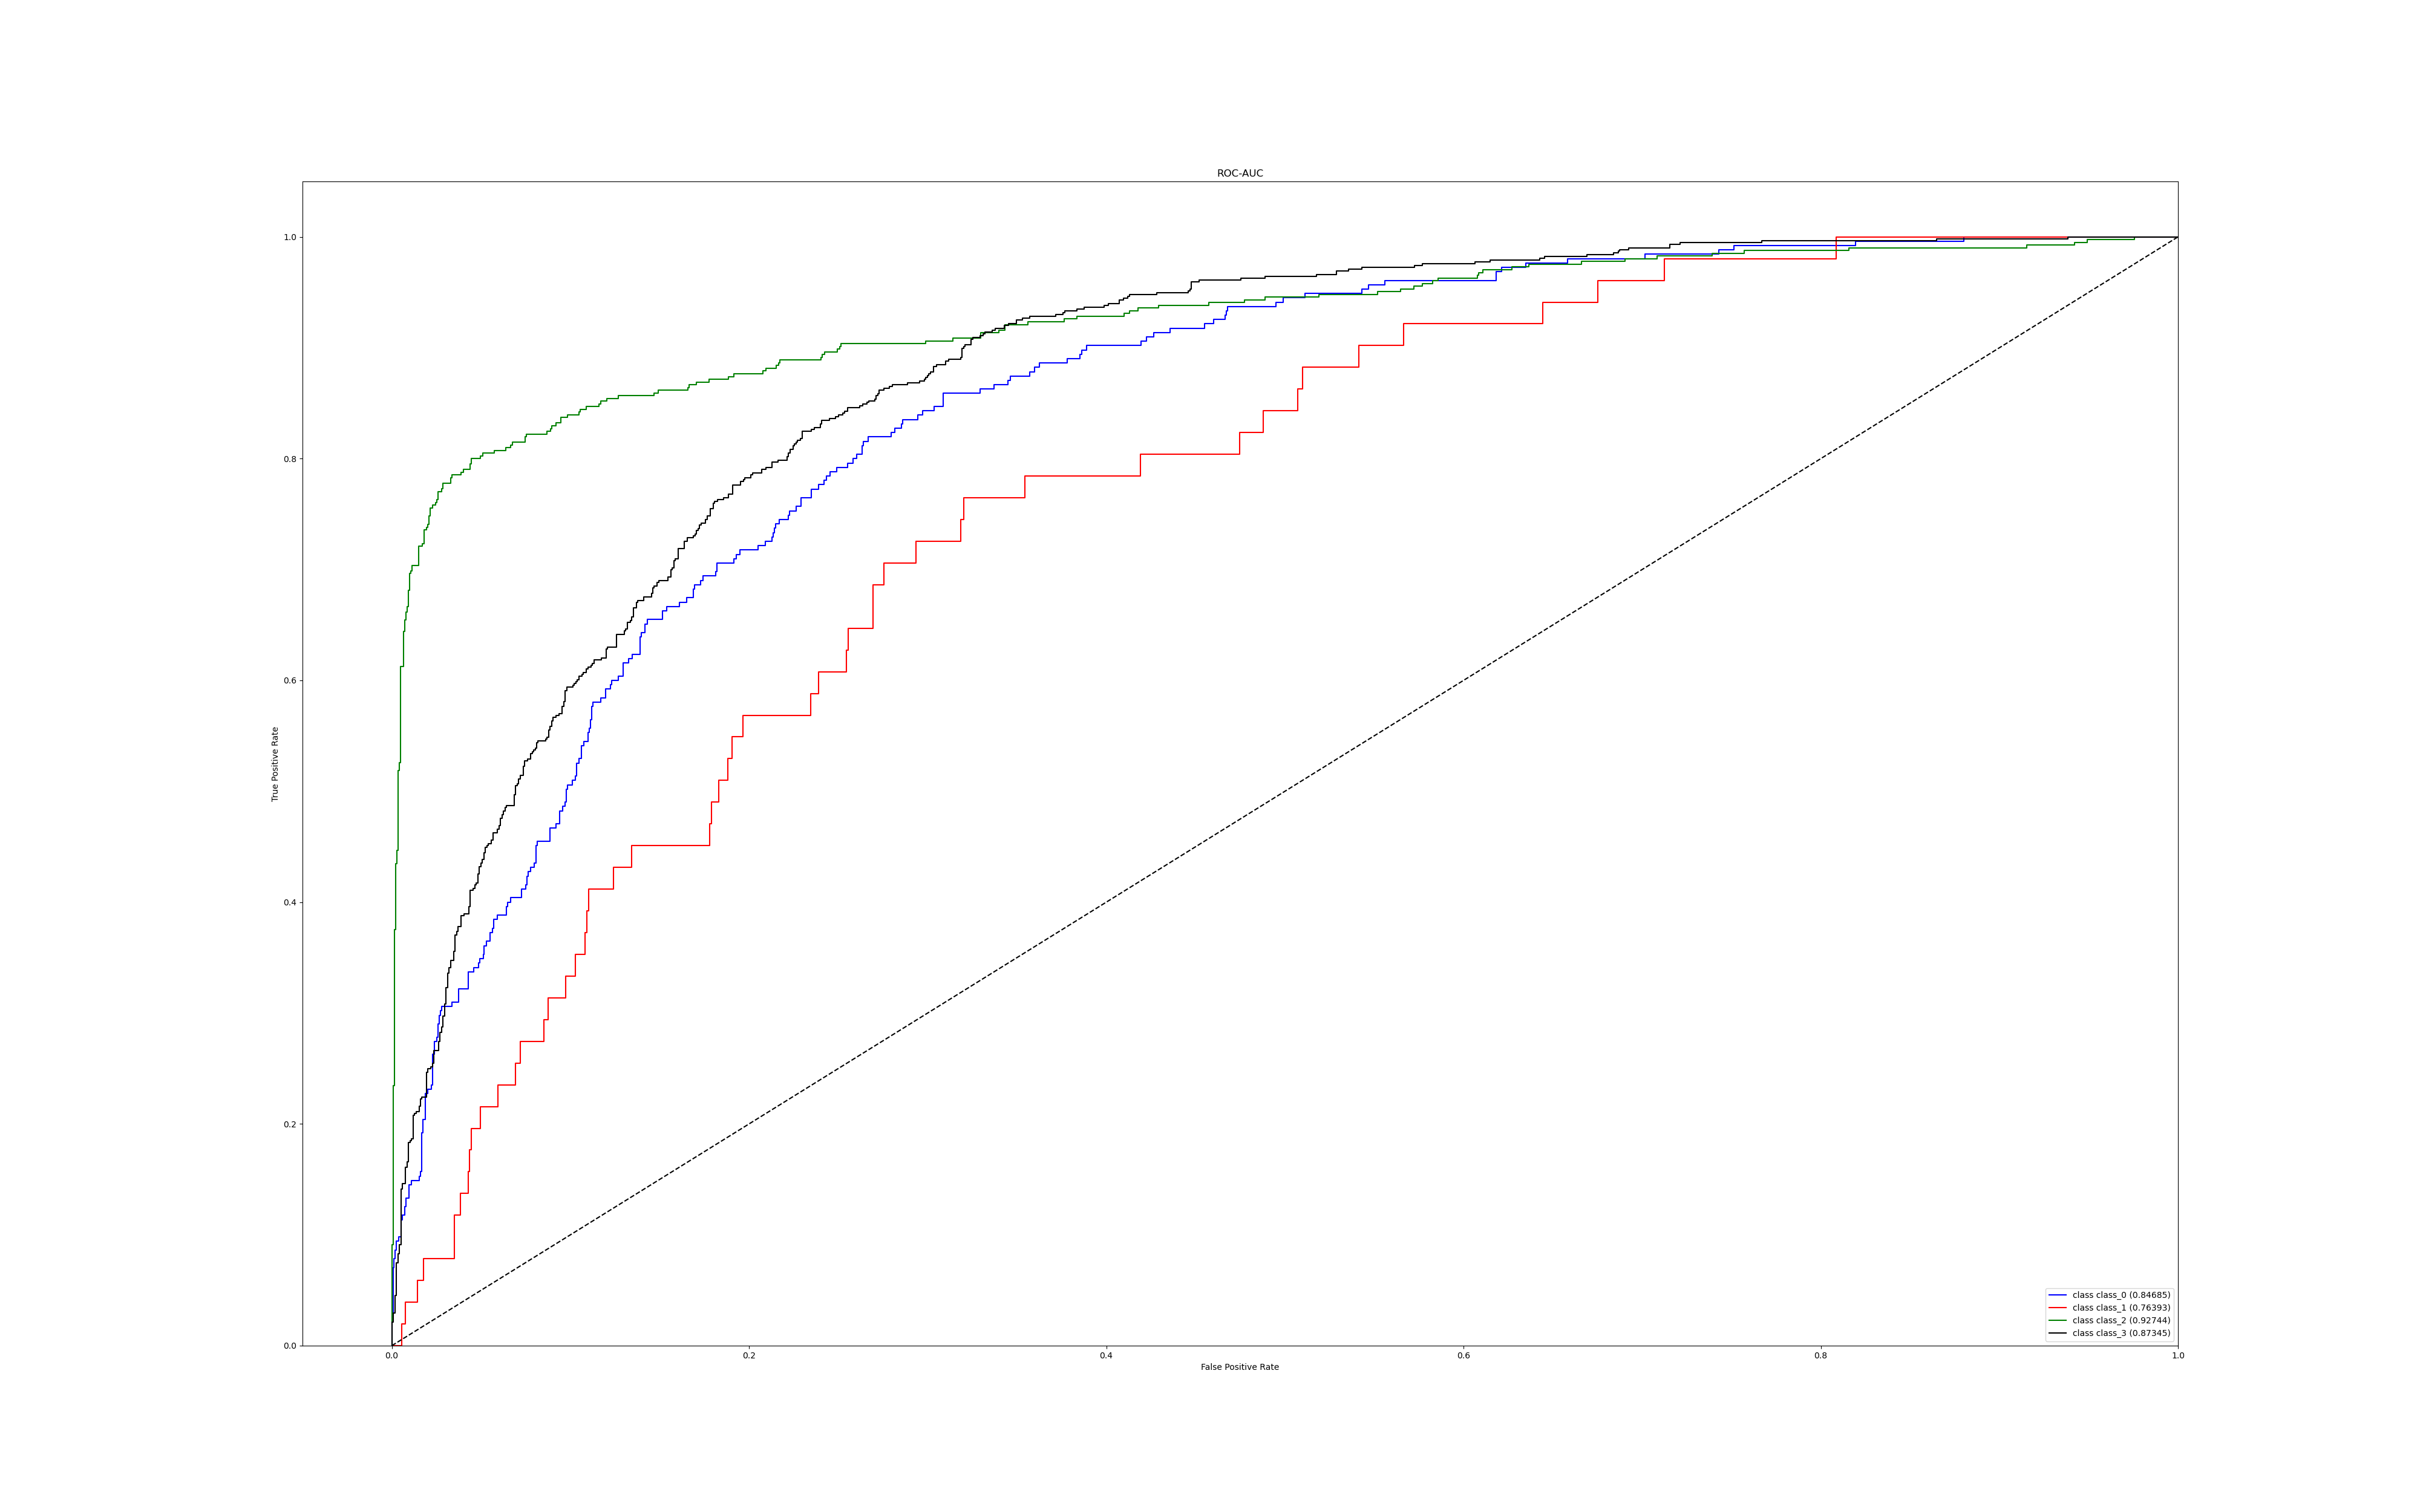 ROC-AUC
1.0
0.8
0.6
0.4
0.2
0.0
True Positive Rate
0.0
0.2
0.4
0.6
0.8
1.0
False Positive Rate
class class_0 (0.84685)
class class_1 (0.76393)
class class_2 (0.92744)
class class_3 (0.87345)